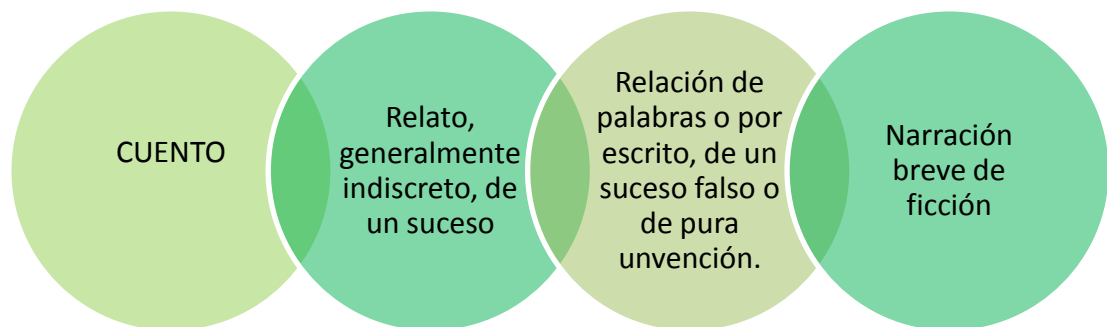 CUENTO
Relato,
generalmente
indiscreto, de
un suceso
Relación de
palabras o por
escrito, de un
suceso falso o
de pura
unvención.
Narración
breve de
ficción